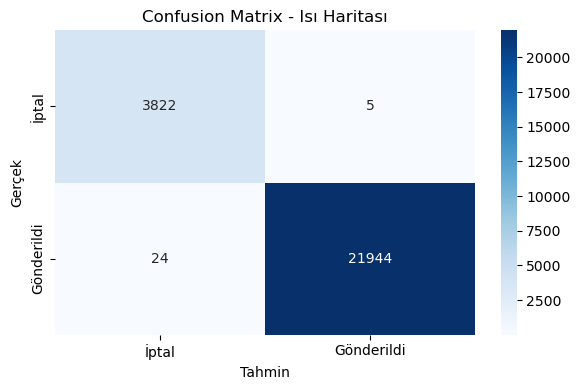 Confusion Matrix - Isı Haritası
Gerçek
İptal
Gönderildi
3822
5
24
21944
İptal
Gönderildi
Tahmin
20000
17500
15000
12500
10000
7500
5000
2500